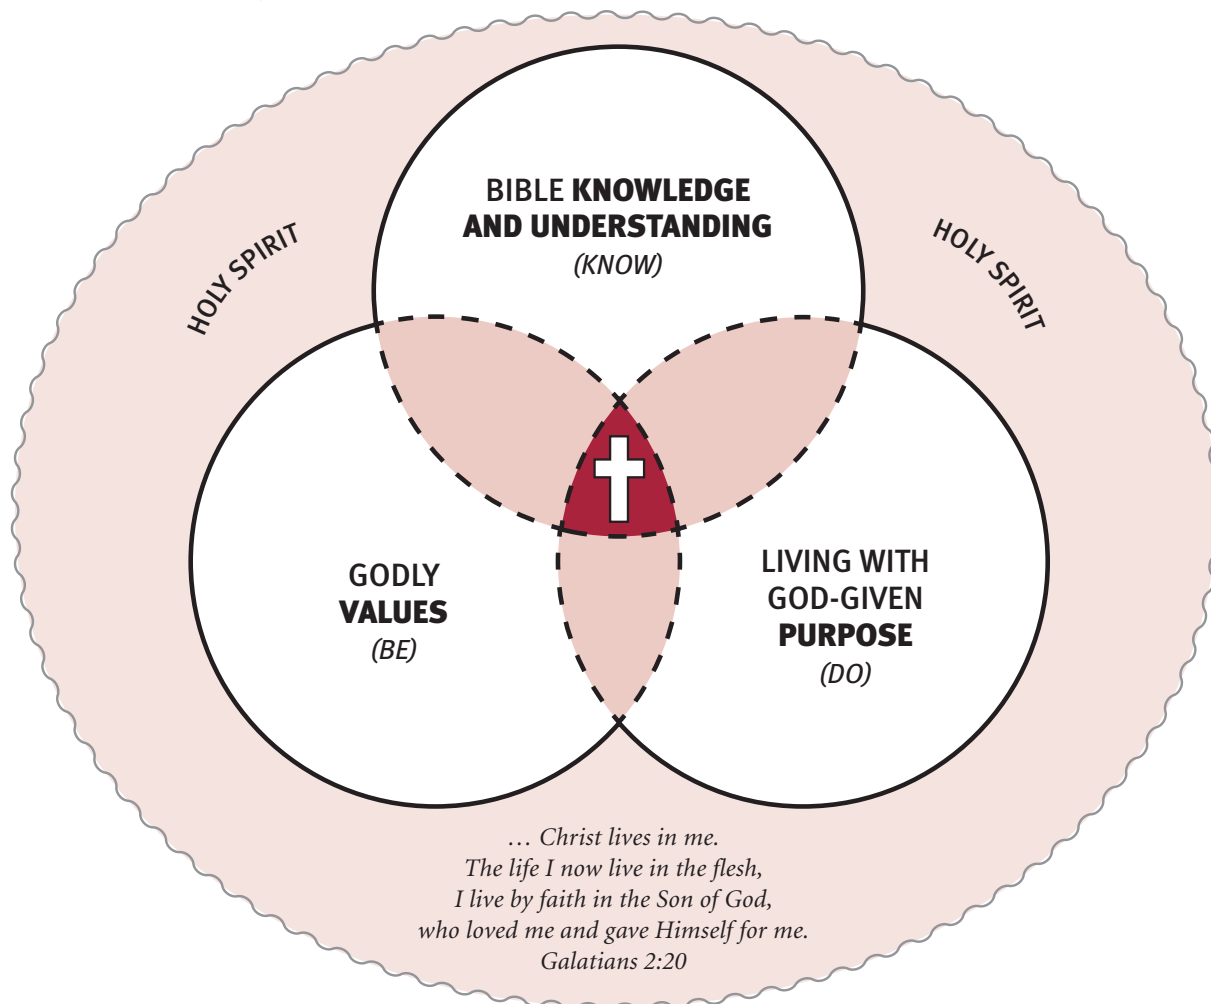 BIBLE KNOWLEDGE
AND UNDERSTANDING
(KNOW)
HOLY SPIRIT
HOLY SPIRIT
GODLY
VALUES
(BE)
LIVING WITH
GOD-GIVEN
PURPOSE
(DO)
… Christ lives in me.
The life I now live in the flesh,
I live by faith in the Son of God,
who loved me and gave Himself for me.
Galatians 2:20